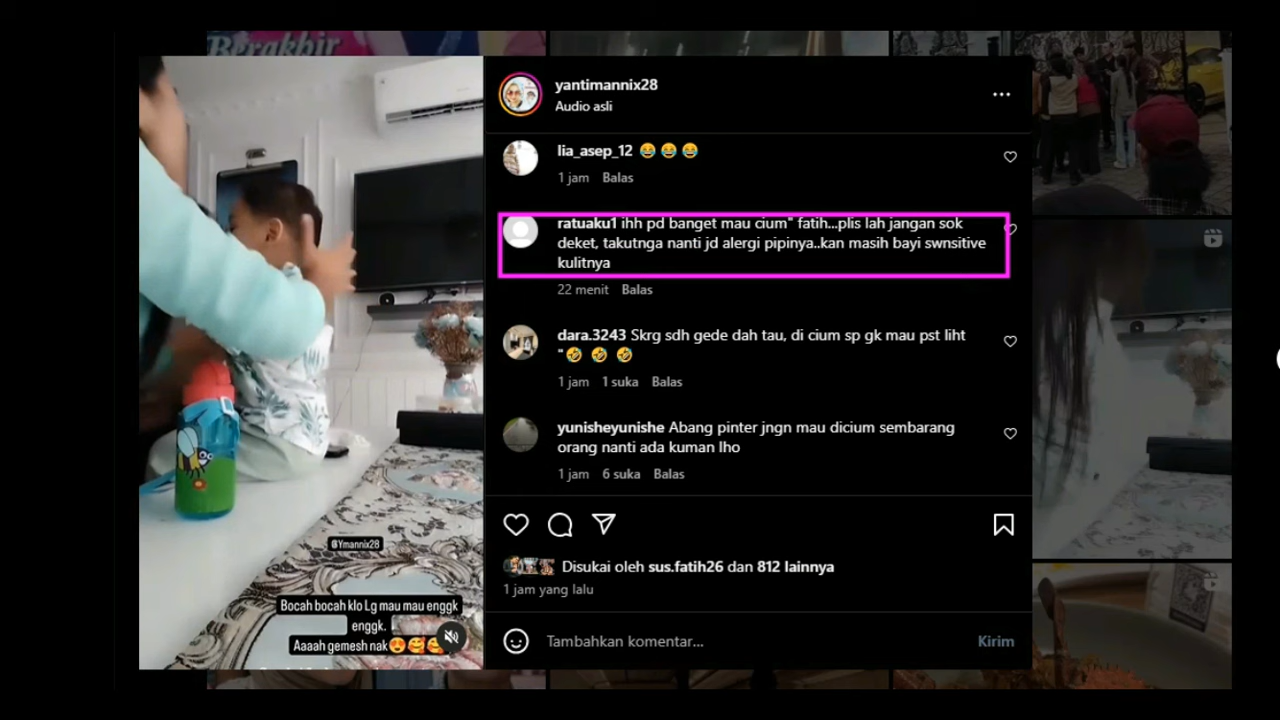 Berakhir
yantimannix28
Audio asli
lia_asep_12 😂😂😂
1 jam Balas
ratuaku1 ihh pd banget mau cium" fatih...plis lah jangan sok
deket, takutnga nanti jd alergi pipinya..kan masih bayi swnsitive
kulitnya
22 menit Balas
dara.3243 Skrg sdh gede dah tau, di cium sp gk mau pst liht
"🤣 🤣 🤣
1 jam 1 suka Balas
yunisheyunishe Abang pinter jngn mau dicium sembarang
orang nanti ada kuman lho
1 jam 6 suka Balas
@Ymannix28
Bocah bocah klo Lg mau mau enggk
enggk.
Aaaah gemesh nak😍🥰🥰
Disukai oleh sus.fatih26 dan 812 lainnya
1 jam yang lalu
Tambahkan komentar...
Kirim